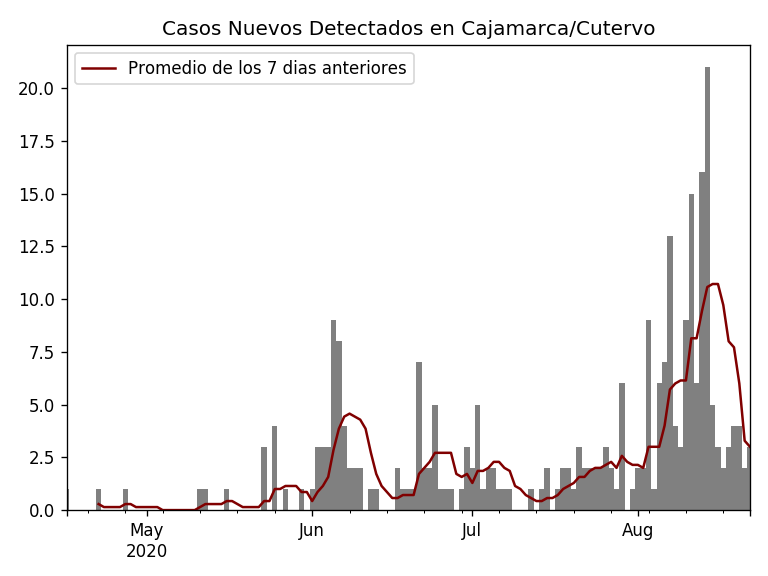 Casos Nuevos Detectados en Cajamarca/Cutervo
Promedio de los 7 dias anteriores
20.0
17.5
15.0
12.5
10.0
7.5
5.0
2.5
0.0
May
2020
Jun
Jul
Aug